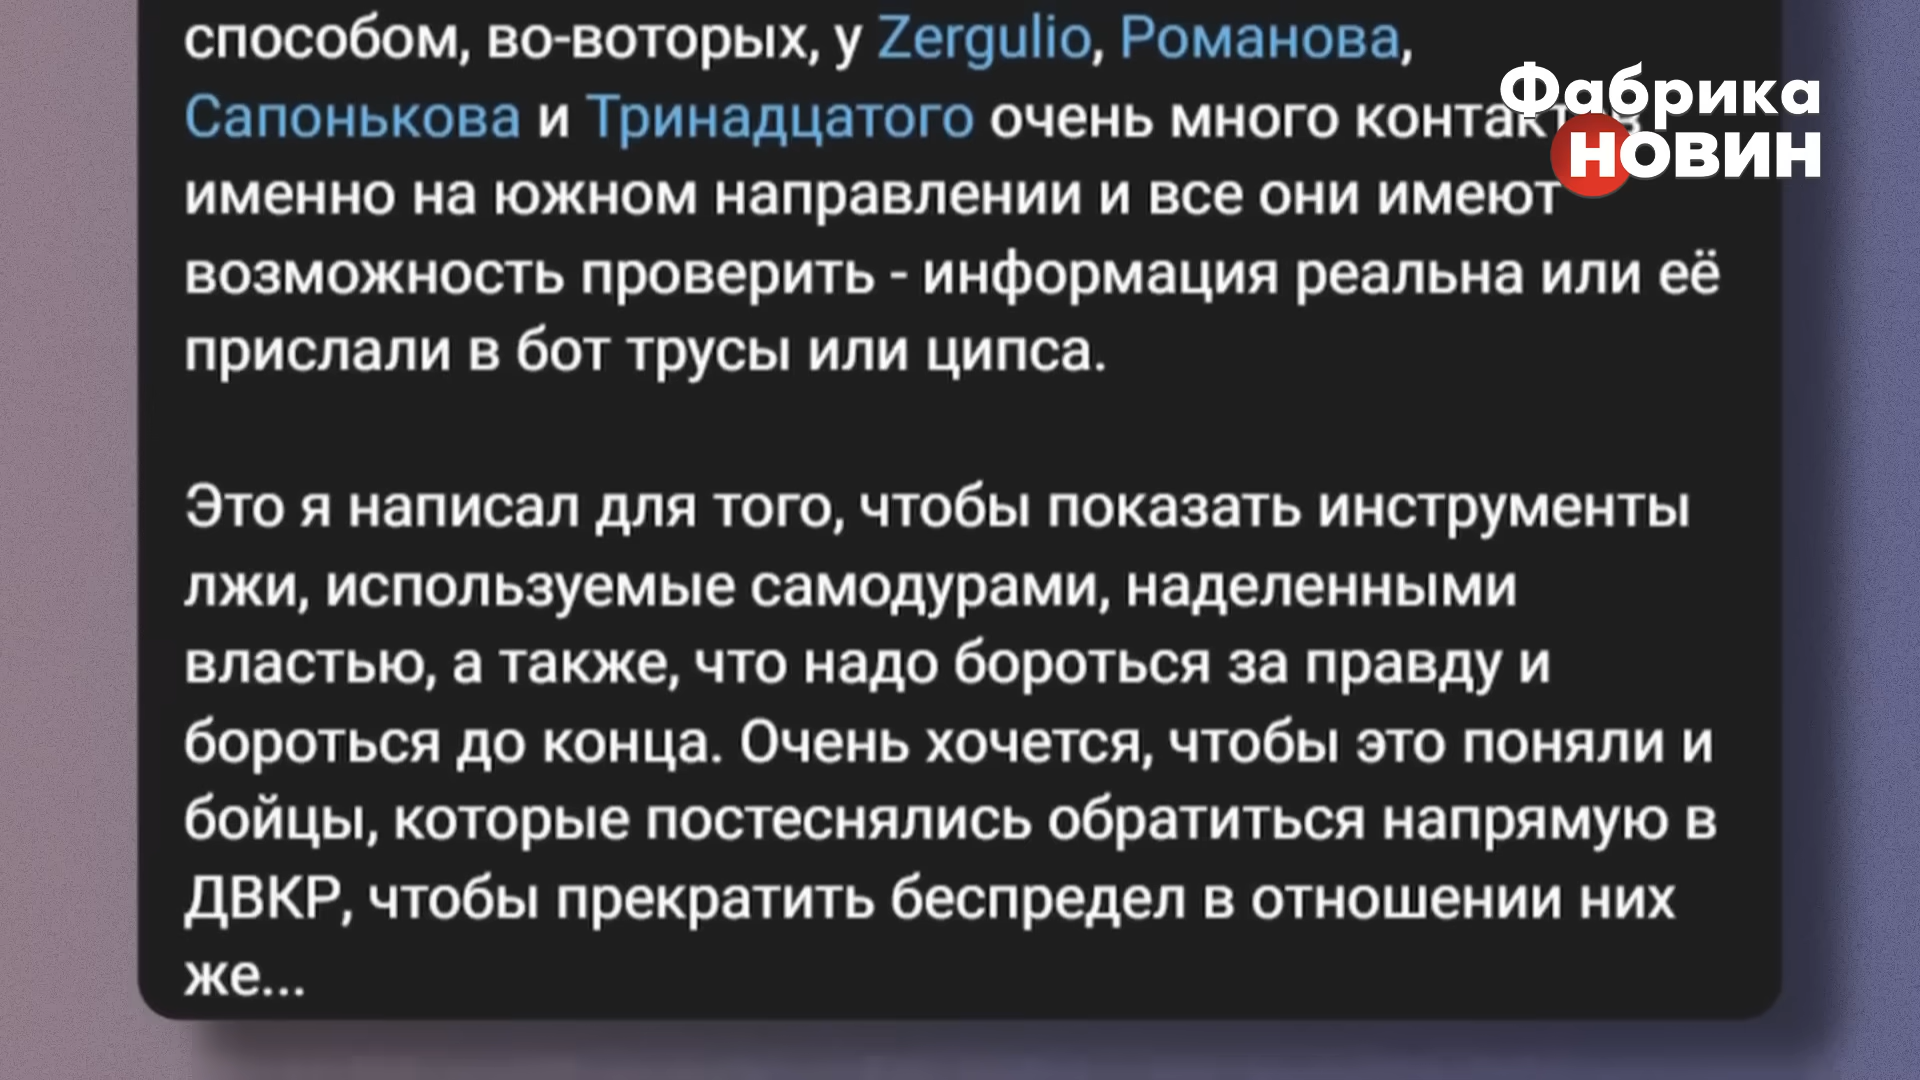 способом, во-воторых, у Zergulio, Романова,
Сапонькова и Тринадцатого очень много контактов
именно на южном направлении и все они имеют
возможность проверить - информация реальна или её
прислали в бот трусы или ципса.
Это я написал для того, чтобы показать инструменты
лжи, используемые самодурами, наделенными
властью, а также, что надо бороться за правду и
бороться до конца. Очень хочется, чтобы это поняли и
бойцы, которые постеснялись обратиться напрямую в
ДВКР, чтобы прекратить беспредел в отношении них
же...
Фабрика
новин